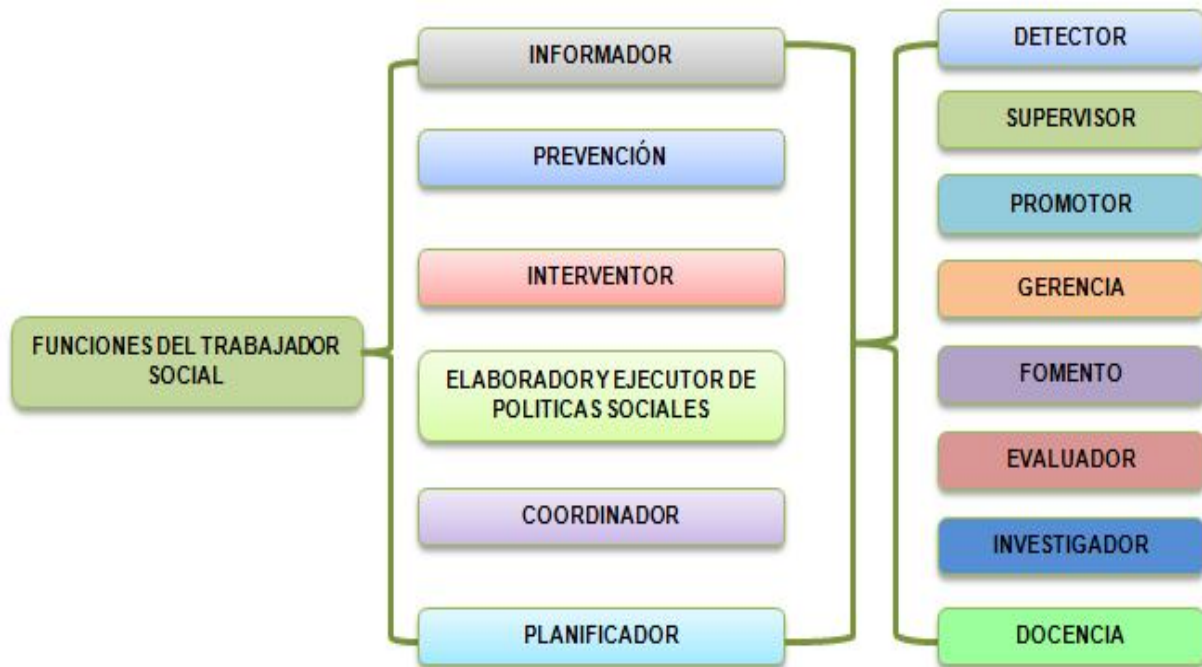 FUNCIONES DEL TRABAJADOR
SOCIAL
INFORMADOR
PREVENCIÓN
INTERVENTOR
ELABORADOR Y EJECUTOR DE
POLITICAS SOCIALES
COORDINADOR
PLANIFICADOR
DETECTOR
SUPERVISOR
PROMOTOR
GERENCIA
FOMENTO
EVALUADOR
INVESTIGADOR
DOCENCIA